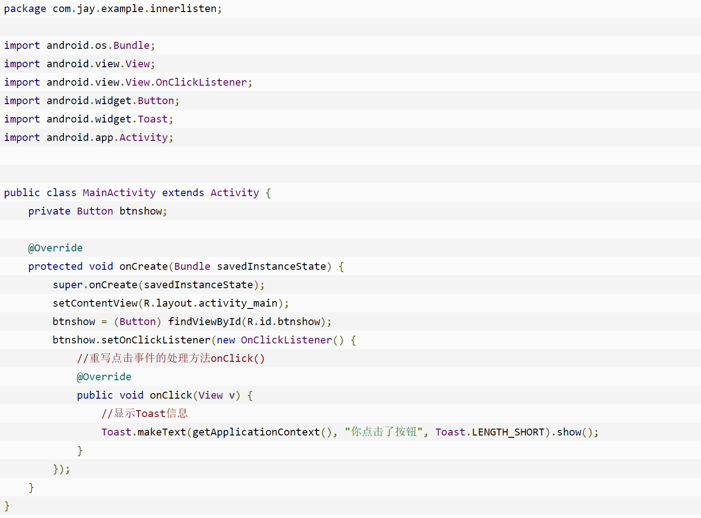 package com.jay.example.innerlisten;
import android.os.Bundle;
import android.view.View;
import android.view.View.OnClickListener;
import android.widget.Button;
import android.widget.Toast;
import android.app.Activity;
public class MainActivity extends Activity {
    private Button btnshow;
    @Override
    protected void onCreate(Bundle savedInstanceState) {
        super.onCreate(savedInstanceState);
        setContentView(R.layout.activity_main);
        btnshow = (Button) findViewById(R.id.btnshow);
        btnshow.setOnClickListener(new OnClickListener() {
            //重写点击事件的处理方法onClick()
            @Override
            public void onClick(View v) {
                //显示Toast信息
                Toast.makeText(getApplicationContext(), "你点击了按钮", Toast.LENGTH_SHORT).show();
            }
        });
    }
}